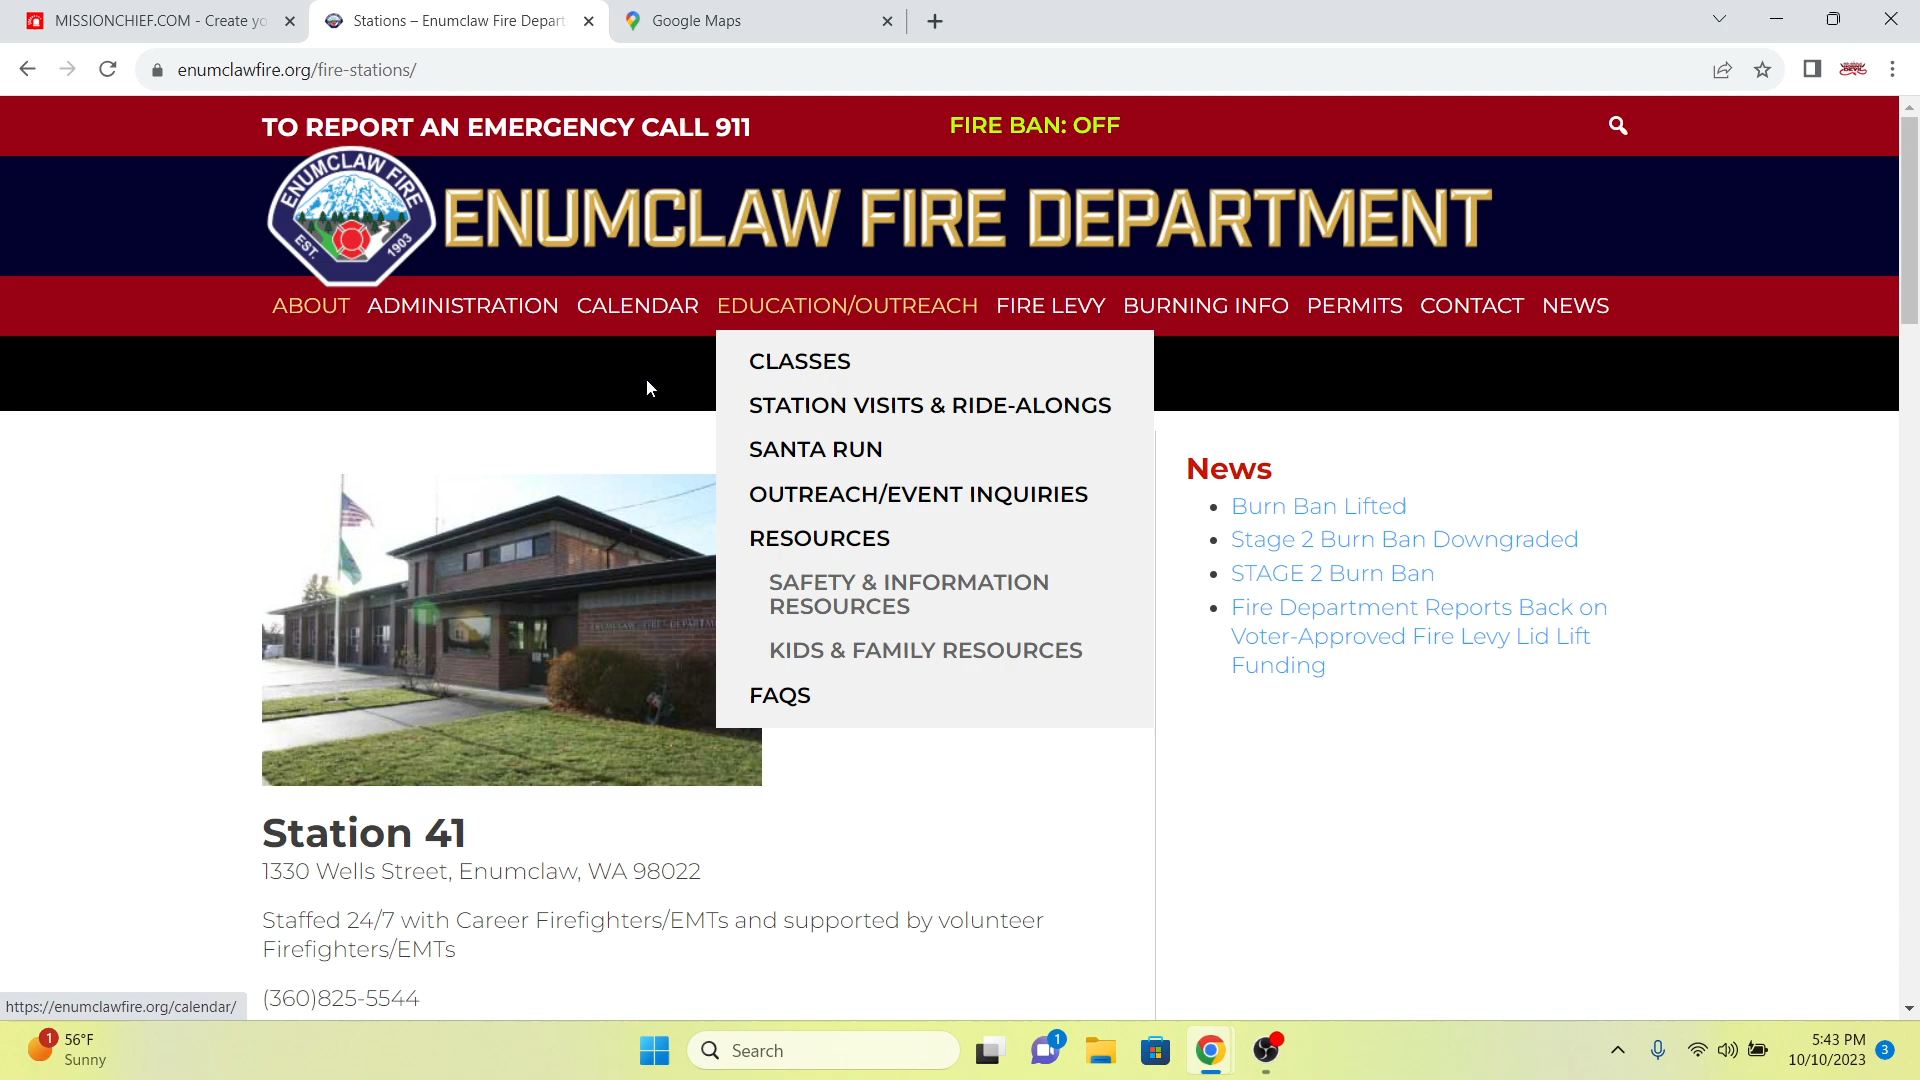 MISSIONCHIEF.COM - Create yo
Stations – Enumclaw Fire Depart
Google Maps
enumclawfire.org/fire-stations/
TO REPORT AN EMERGENCY CALL 911
FIRE BAN: OFF
ENUMCLAW FIRE
EST. 1903
ENUMCLAW FIRE DEPARTMENT
ABOUT ADMINISTRATION CALENDAR EDUCATION/OUTREACH FIRE LEVY BURNING INFO PERMITS CONTACT NEWS
CLASSES
STATION VISITS & RIDE-ALONGS
SANTA RUN
OUTREACH/EVENT INQUIRIES
RESOURCES
SAFETY & INFORMATION
RESOURCES
KIDS & FAMILY RESOURCES
FAQS
News
Burn Ban Lifted
Stage 2 Burn Ban Downgraded
STAGE 2 Burn Ban
Fire Department Reports Back on
Voter-Approved Fire Levy Lid Lift
Funding
Station 41
1330 Wells Street, Enumclaw, WA 98022
Staffed 24/7 with Career Firefighters/EMTs and supported by volunteer
Firefighters/EMTs
(360)825-5544
https://enumclawfire.org/calendar/
1
56°F
Sunny
Search
1
5:43 PM
10/10/2023
3